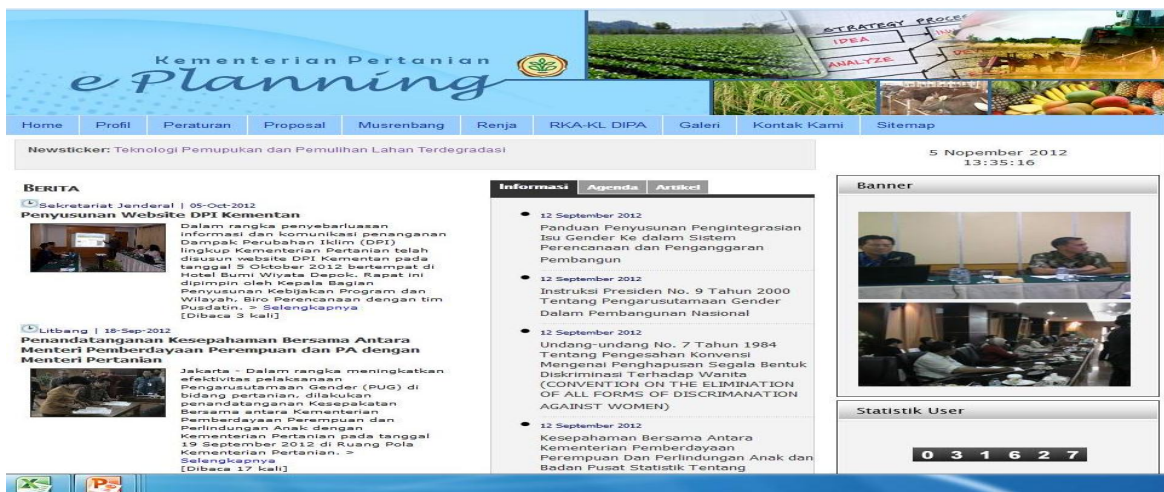 Kementerian Pertanian
e Planning
STRATEGY PROCESS
IDEA
ANALYZE
Home Profil Peraturan Proposal Musrenbang Renja RKA-KL DIPA Galeri Kontak Kami Sitemap
Newsticker: Teknologi Pemupukan dan Pemulihan Lahan Terdegradasi
5 Nopember 2012
13:35:16
BERITA
Sekretariat Jenderal | 05-Oct-2012
Penyusunan Website DPI Kementan
Dalam rangka penyebarluasan
informasi dan komunikasi penanganan
Dampak Perubahan Iklim (DPI)
lingkup Kementerian Pertanian telah
disusun website DPI Kementan pada
tanggal 5 Oktober 2012 bertempat di
Hotel Bumi Wiyata Depok. Rapat ini
dipimpin oleh Kepala Bagian
Penyusunan Kebijakan Program dan
Wilayah, Biro Perencanaan dengan tim
Pusdatin. > Selengkapnya
[Dibaca 3 kali]
Litbang | 18-Sep-2012
Penandatanganan Kesepahaman Bersama Antara
Menteri Pemberdayaan Perempuan dan PA dengan
Menteri Pertanian
Jakarta - Dalam rangka meningkatkan
efektivitas pelaksanaan
Pengarusutamaan Gender (PUG) di
bidang pertanian, dilakukan
penandatanganan Kesepakatan
Bersama antara Kementerian
Pemberdayaan Perempuan dan
Perlindungan Anak dengan
Kementerian Pertanian pada tanggal
19 September 2012 di Ruang Pola
Kementerian Pertanian. >
Selengkapnya
[Dibaca 17 kali]
Informasi Agenda Artikel
12 September 2012
Panduan Penyusunan Pengintegrasian
Isu Gender Ke dalam Sistem
Perencanaan dan Penganggaran
Pembangun
12 September 2012
Instruksi Presiden No. 9 Tahun 2000
Tentang Pengarusutamaan Gender
Dalam Pembangunan Nasional
12 September 2012
Undang-undang No. 7 Tahun 1984
Tentang Pengesahan Konvensi
Mengenai Penghapusan Segala Bentuk
Diskriminasi Terhadap Wanita
(CONVENTION ON THE ELIMINATION
OF ALL FORMS OF DISCRIMANATION
AGAINST WOMEN)
12 September 2012
Kesepahaman Bersama Antara
Kementerian Pemberdayaan
Perempuan Dan Perlindungan Anak dan
Badan Pusat Statistik Tentang
Banner
Statistik User
0 3 1 6 2 7